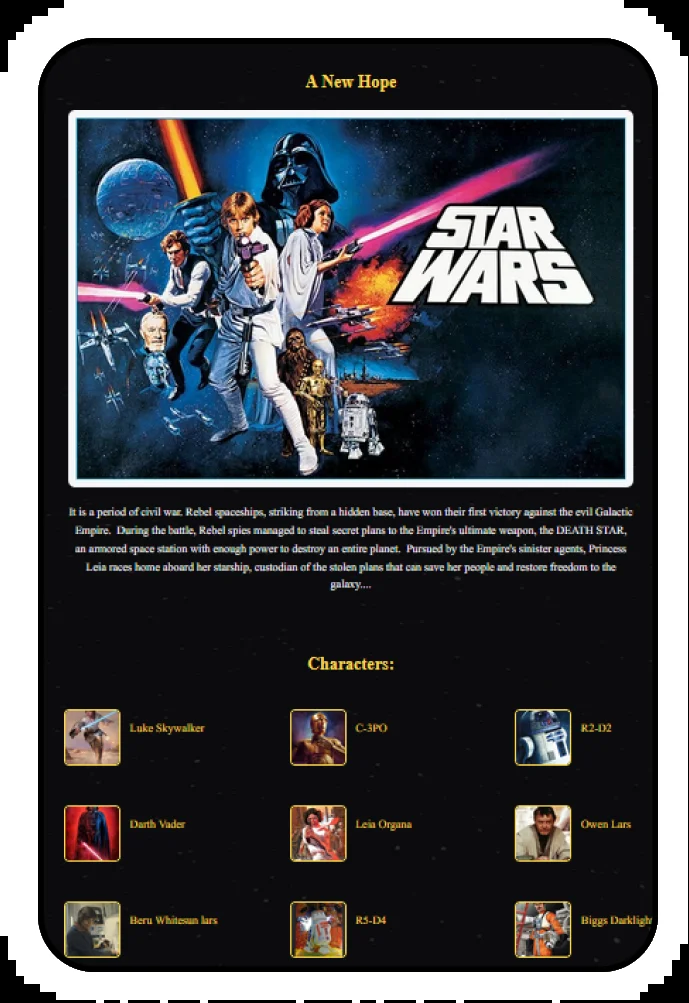 A New Hope
STAR
WARS
It is a period of civil war. Rebel spaceships, striking from a hidden base, have won their first victory against the evil Galactic
Empire.  During the battle, Rebel spies managed to steal secret plans to the Empire's ultimate weapon, the DEATH STAR,
an armored space station with enough power to destroy an entire planet.  Pursued by the Empire's sinister agents, Princess
Leia races home aboard her starship, custodian of the stolen plans that can save her people and restore freedom to the
galaxy....
Characters:
Luke Skywalker
C-3PO
R2-D2
Darth Vader
Leia Organa
Owen Lars
Beru Whitesun lars
R5-D4
Biggs Darkligh